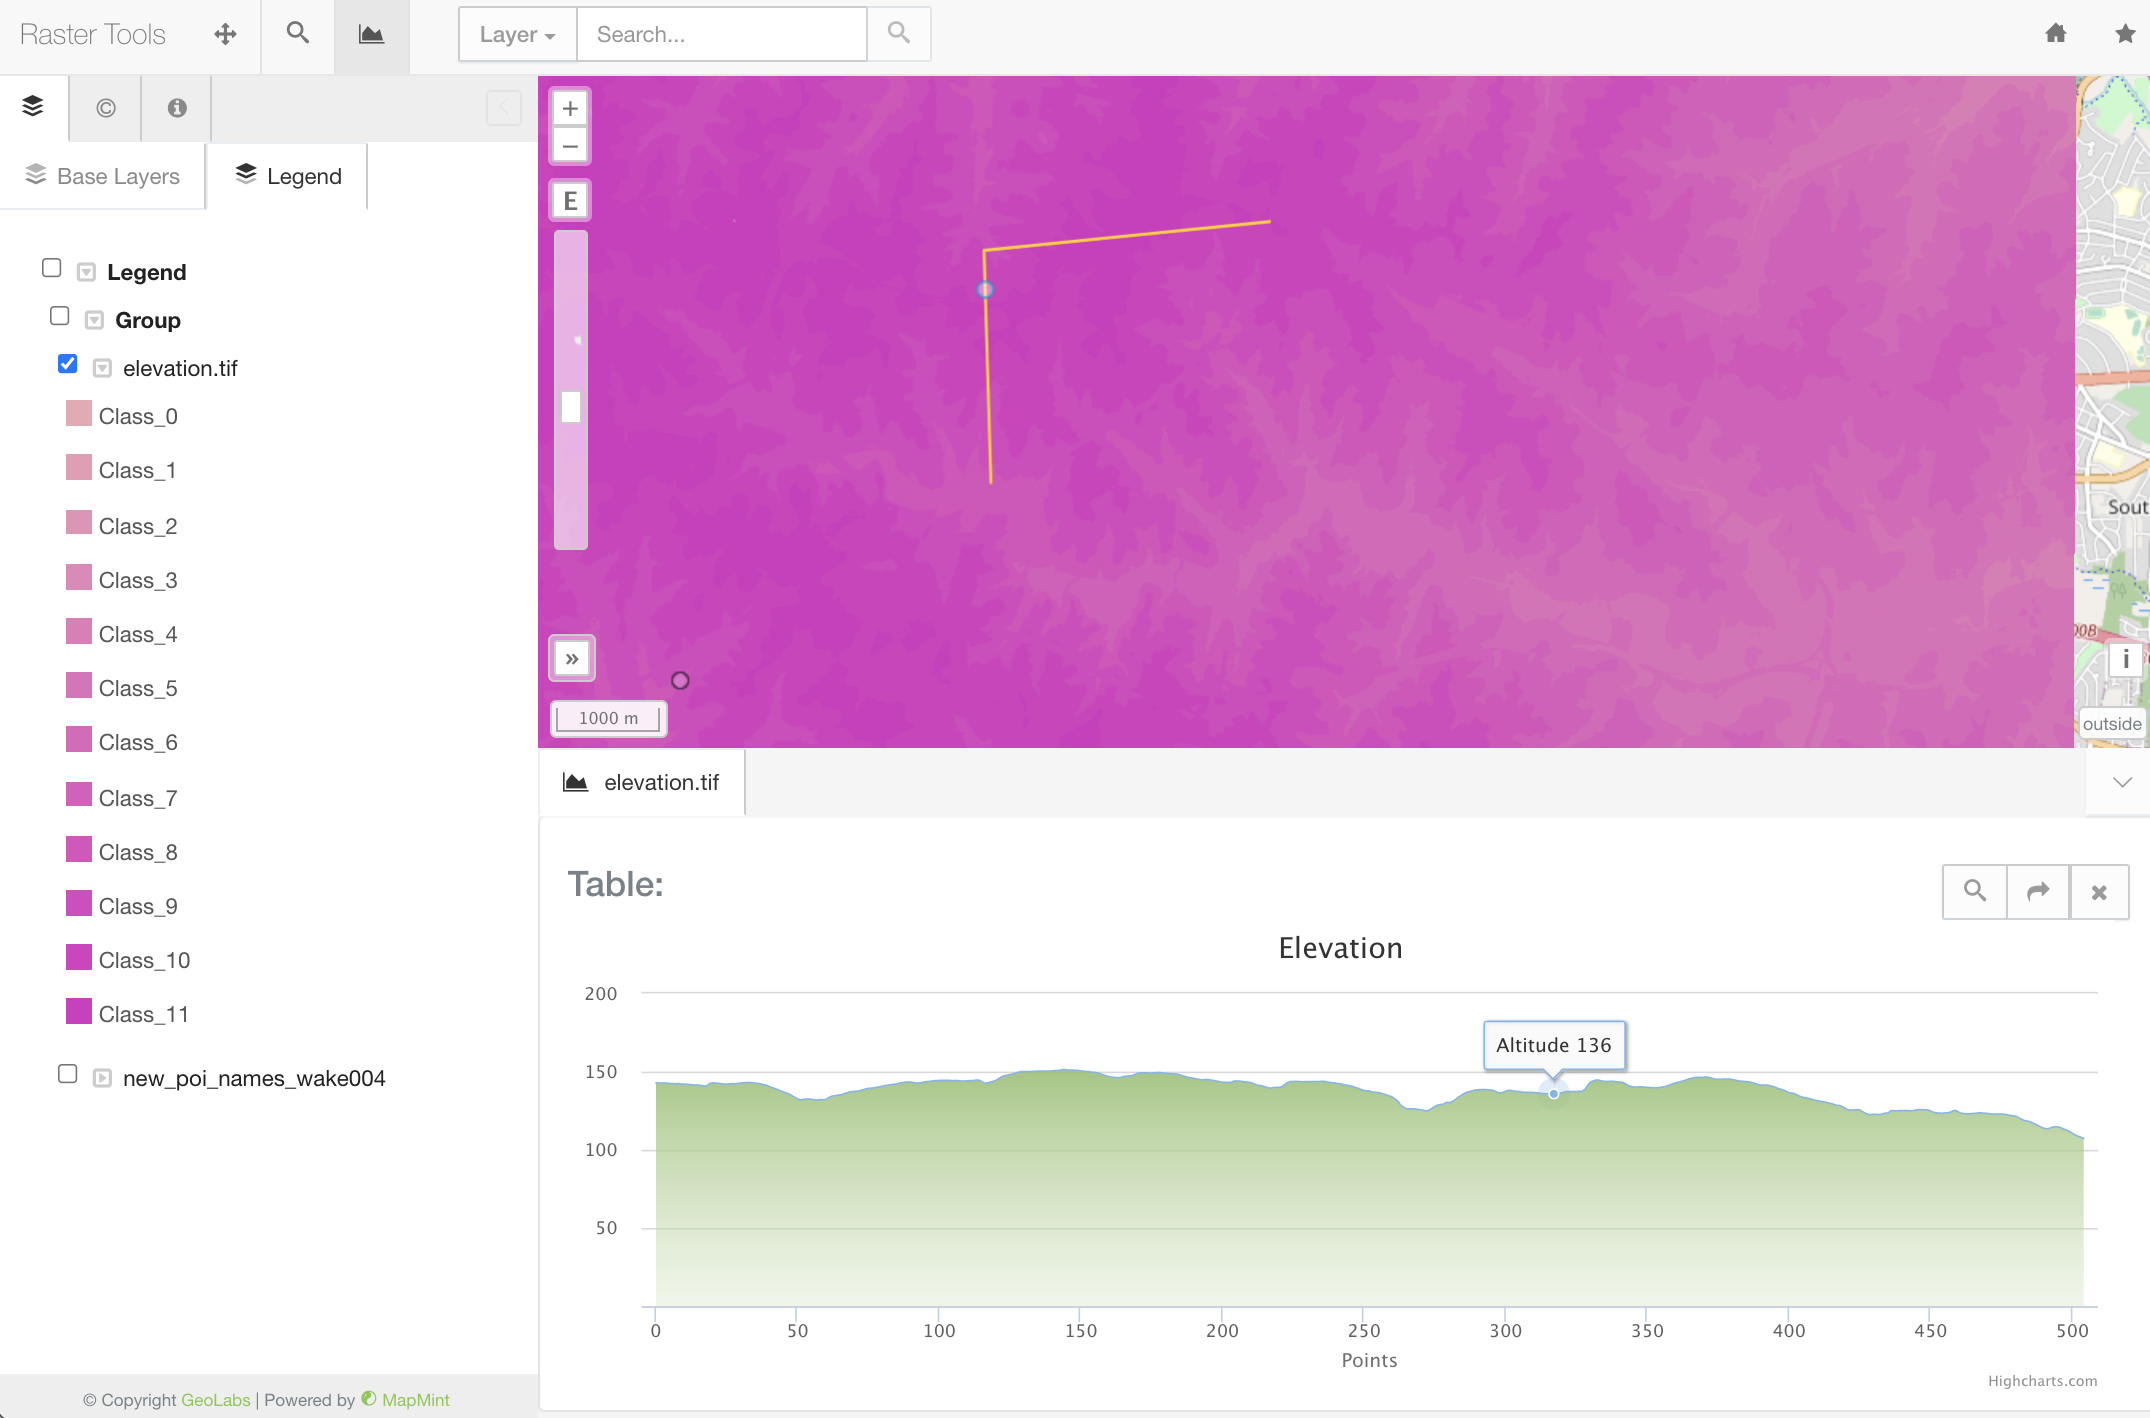 Raster Tools
Layer
Search...
Base Layers
Legend
Legend
Group
elevation.tif
Class_0
Class_1
Class_2
Class_3
Class_4
Class_5
Class_6
Class_7
Class_8
Class_9
Class_10
Class_11
new_poi_names_wake004
© Copyright GeoLabs | Powered by MapMint
+
−
E
»
1000 m
Sout
00B
i
outside
elevation.tif
Table:
Elevation
200
150
100
50
Altitude 136
0 50 100 150 200 250 300 350 400 450 500
Points
Highcharts.com